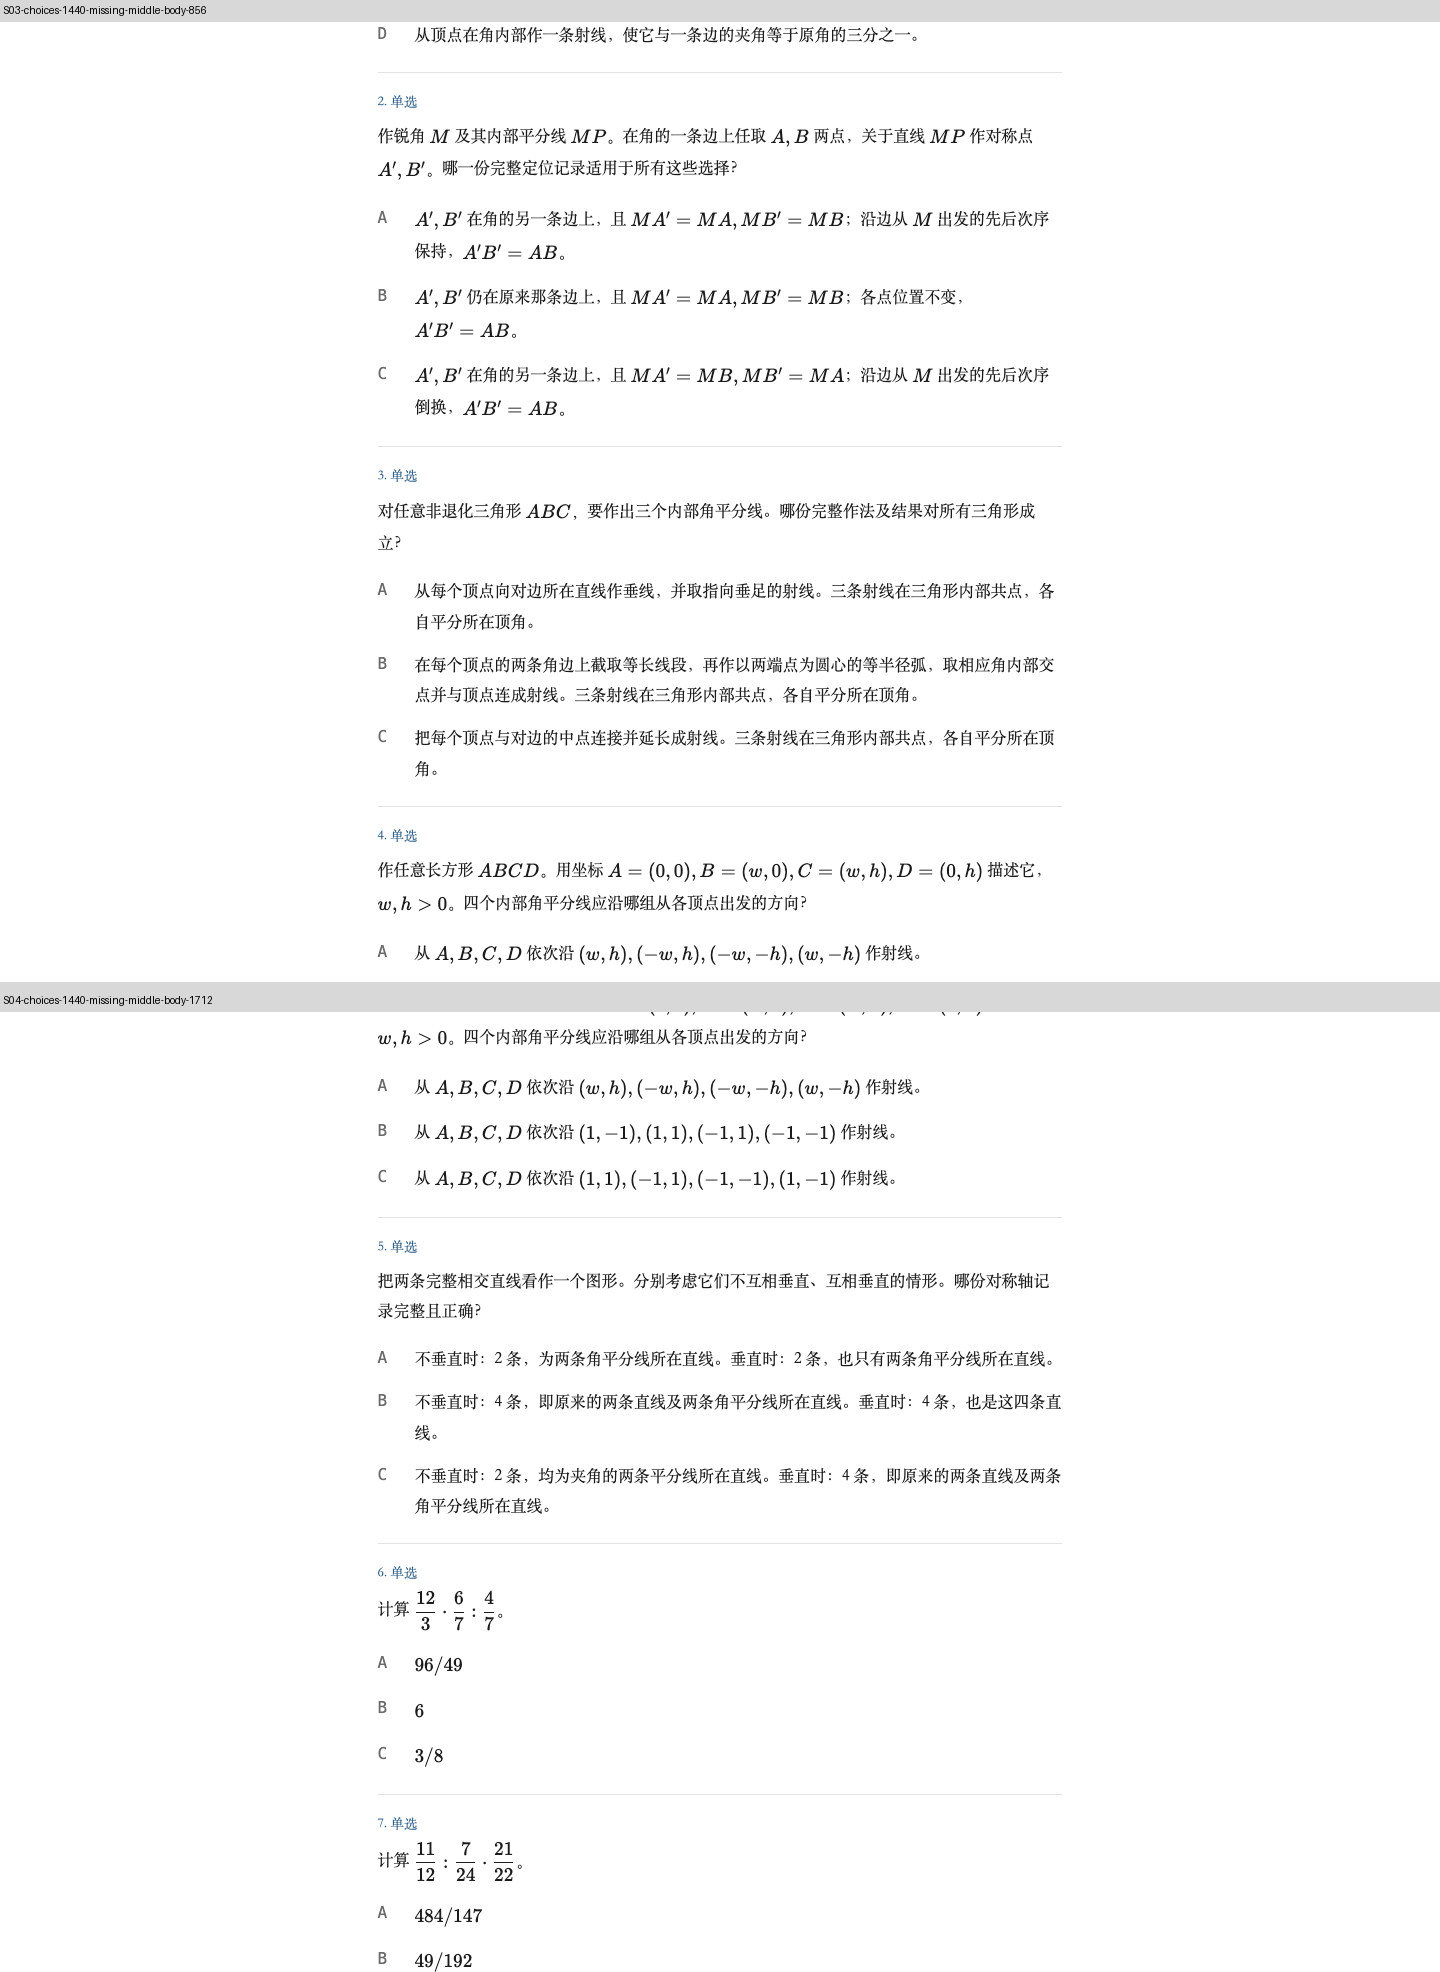 S03-choices-1440-missing-middle-body-856
D 从顶点在角内部作一条射线，使它与一条边的夹角等于原角的三分之一。
2. 单选
作锐角 M 及其内部平分线 MP。在角的一条边上任取 A, B 两点，关于直线 MP 作对称点
A′, B′。哪一份完整定位记录适用于所有这些选择？
A A′, B′ 在角的另一条边上，且 MA′ = MA, MB′ = MB；沿边从 M 出发的先后次序
保持，A′B′ = AB。
B A′, B′ 仍在原来那条边上，且 MA′ = MA, MB′ = MB；各点位置不变，
A′B′ = AB。
C A′, B′ 在角的另一条边上，且 MA′ = MB, MB′ = MA；沿边从 M 出发的先后次序
倒换，A′B′ = AB。
3. 单选
对任意非退化三角形 ABC，要作出三个内部角平分线。哪份完整作法及结果对所有三角形成
立？
A 从每个顶点向对边所在直线作垂线，并取指向垂足的射线。三条射线在三角形内部共点，各
自平分所在顶角。
B 在每个顶点的两条角边上截取等长线段，再作以两端点为圆心的等半径弧，取相应角内部交
点并与顶点连成射线。三条射线在三角形内部共点，各自平分所在顶角。
C 把每个顶点与对边的中点连接并延长成射线。三条射线在三角形内部共点，各自平分所在顶
角。
4. 单选
作任意长方形 ABCD。用坐标 A = (0, 0), B = (w, 0), C = (w, h), D = (0, h) 描述它，
w, h > 0。四个内部角平分线应沿哪组从各顶点出发的方向？
A 从 A, B, C, D 依次沿 (w, h), (−w, h), (−w, −h), (w, −h) 作射线。
S04-choices-1440-missing-middle-body-1712
w, h > 0。四个内部角平分线应沿哪组从各顶点出发的方向？
A 从 A, B, C, D 依次沿 (w, h), (−w, h), (−w, −h), (w, −h) 作射线。
B 从 A, B, C, D 依次沿 (1, −1), (1, 1), (−1, 1), (−1, −1) 作射线。
C 从 A, B, C, D 依次沿 (1, 1), (−1, 1), (−1, −1), (1, −1) 作射线。
5. 单选
把两条完整相交直线看作一个图形。分别考虑它们不互相垂直、互相垂直的情形。哪份对称轴记
录完整且正确？
A 不垂直时：2 条，为两条角平分线所在直线。垂直时：2 条，也只有两条角平分线所在直线。
B 不垂直时：4 条，即原来的两条直线及两条角平分线所在直线。垂直时：4 条，也是这四条直
线。
C 不垂直时：2 条，均为夹角的两条平分线所在直线。垂直时：4 条，即原来的两条直线及两条
角平分线所在直线。
6. 单选
计算 12/3 · 6/7 : 4/7。
A 96/49
B 6
C 3/8
7. 单选
计算 11/12 : 7/24 · 21/22。
A 484/147
B 49/192